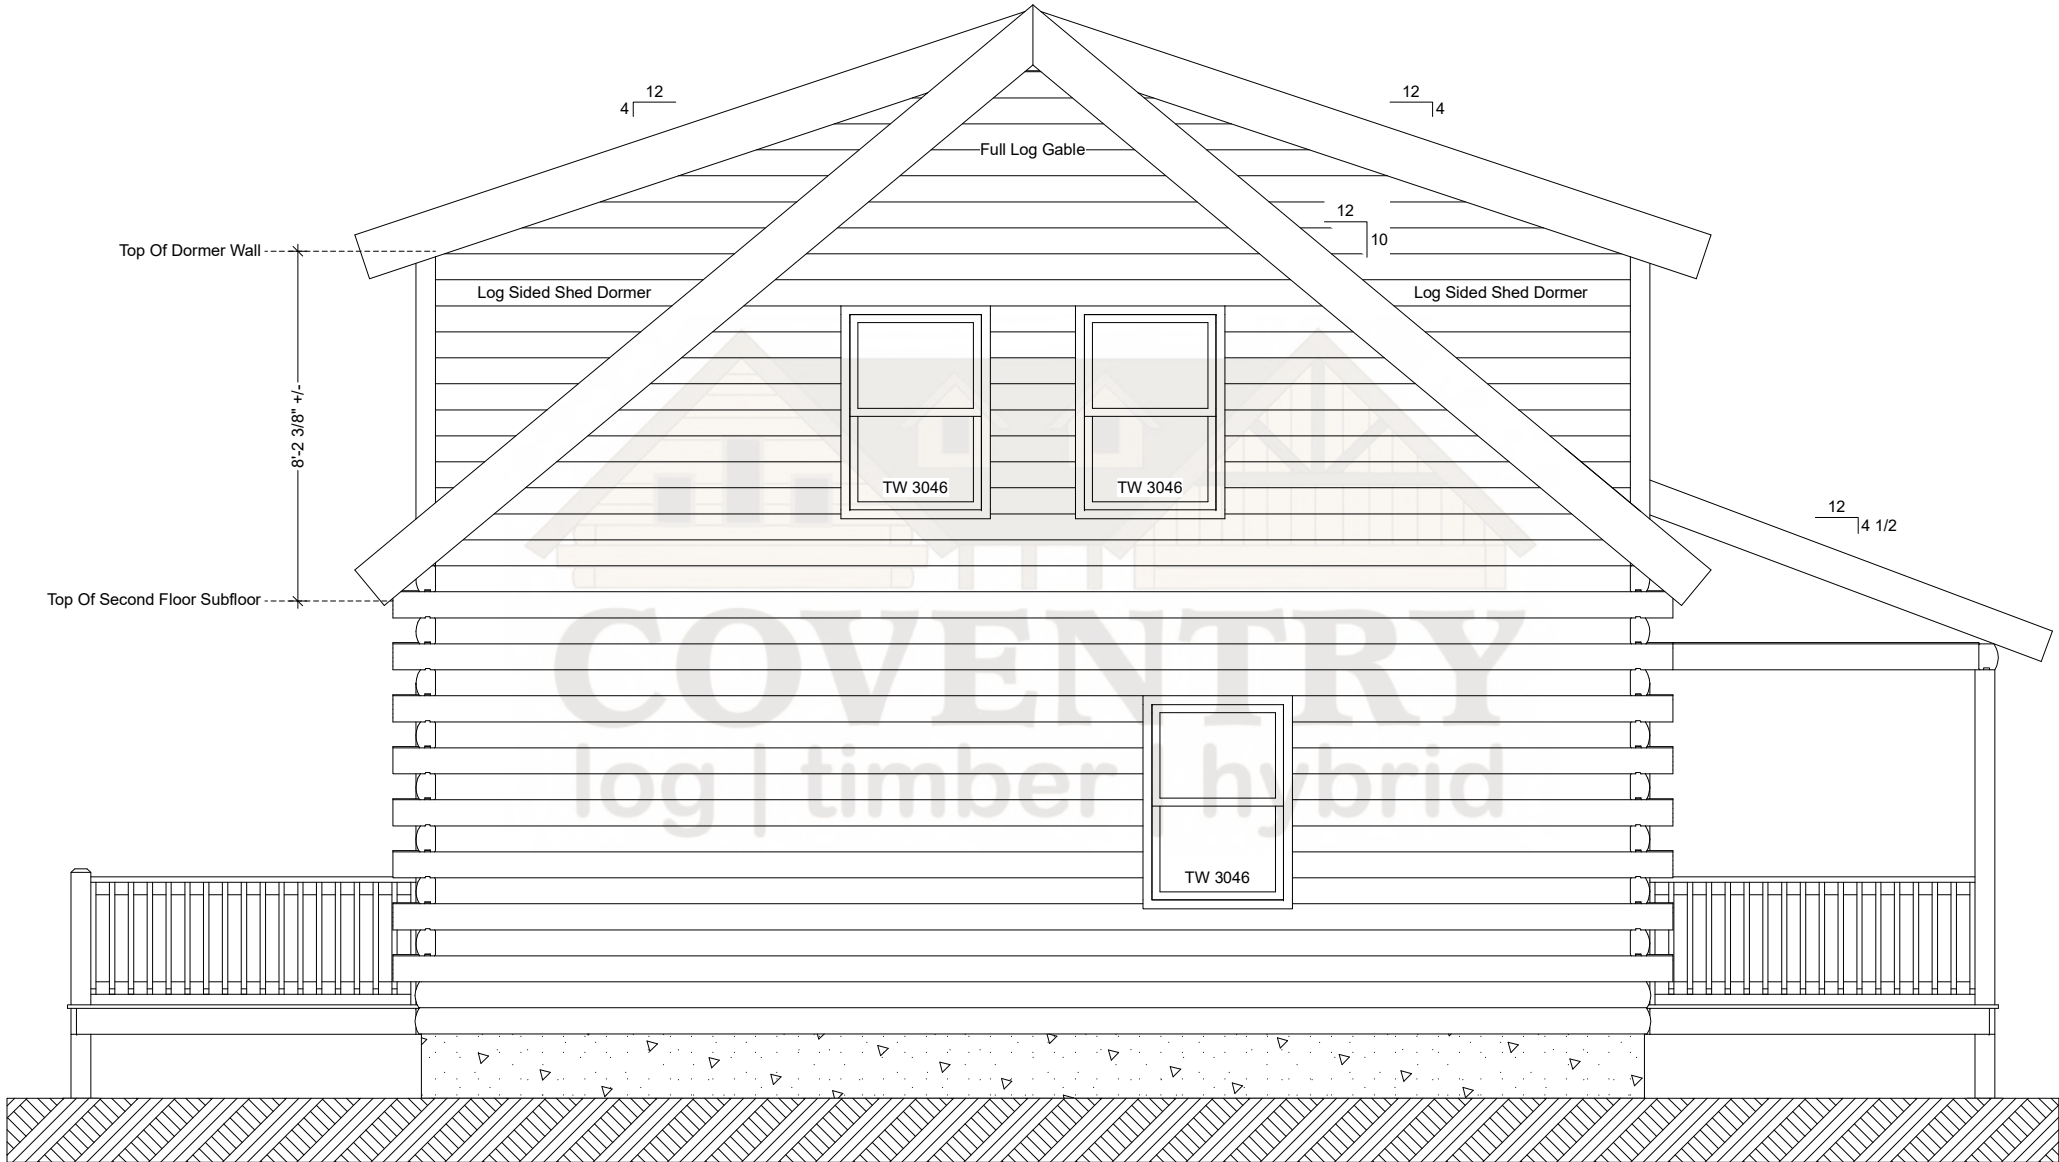 12
4
12
4
Full Log Gable
12
10
Top Of Dormer Wall
Log Sided Shed Dormer
Log Sided Shed Dormer
8'-2 3/8" +/-
TW 3046
TW 3046
12
4 1/2
Top Of Second Floor Subfloor
COVENTRY
log | timber | hybrid
TW 3046